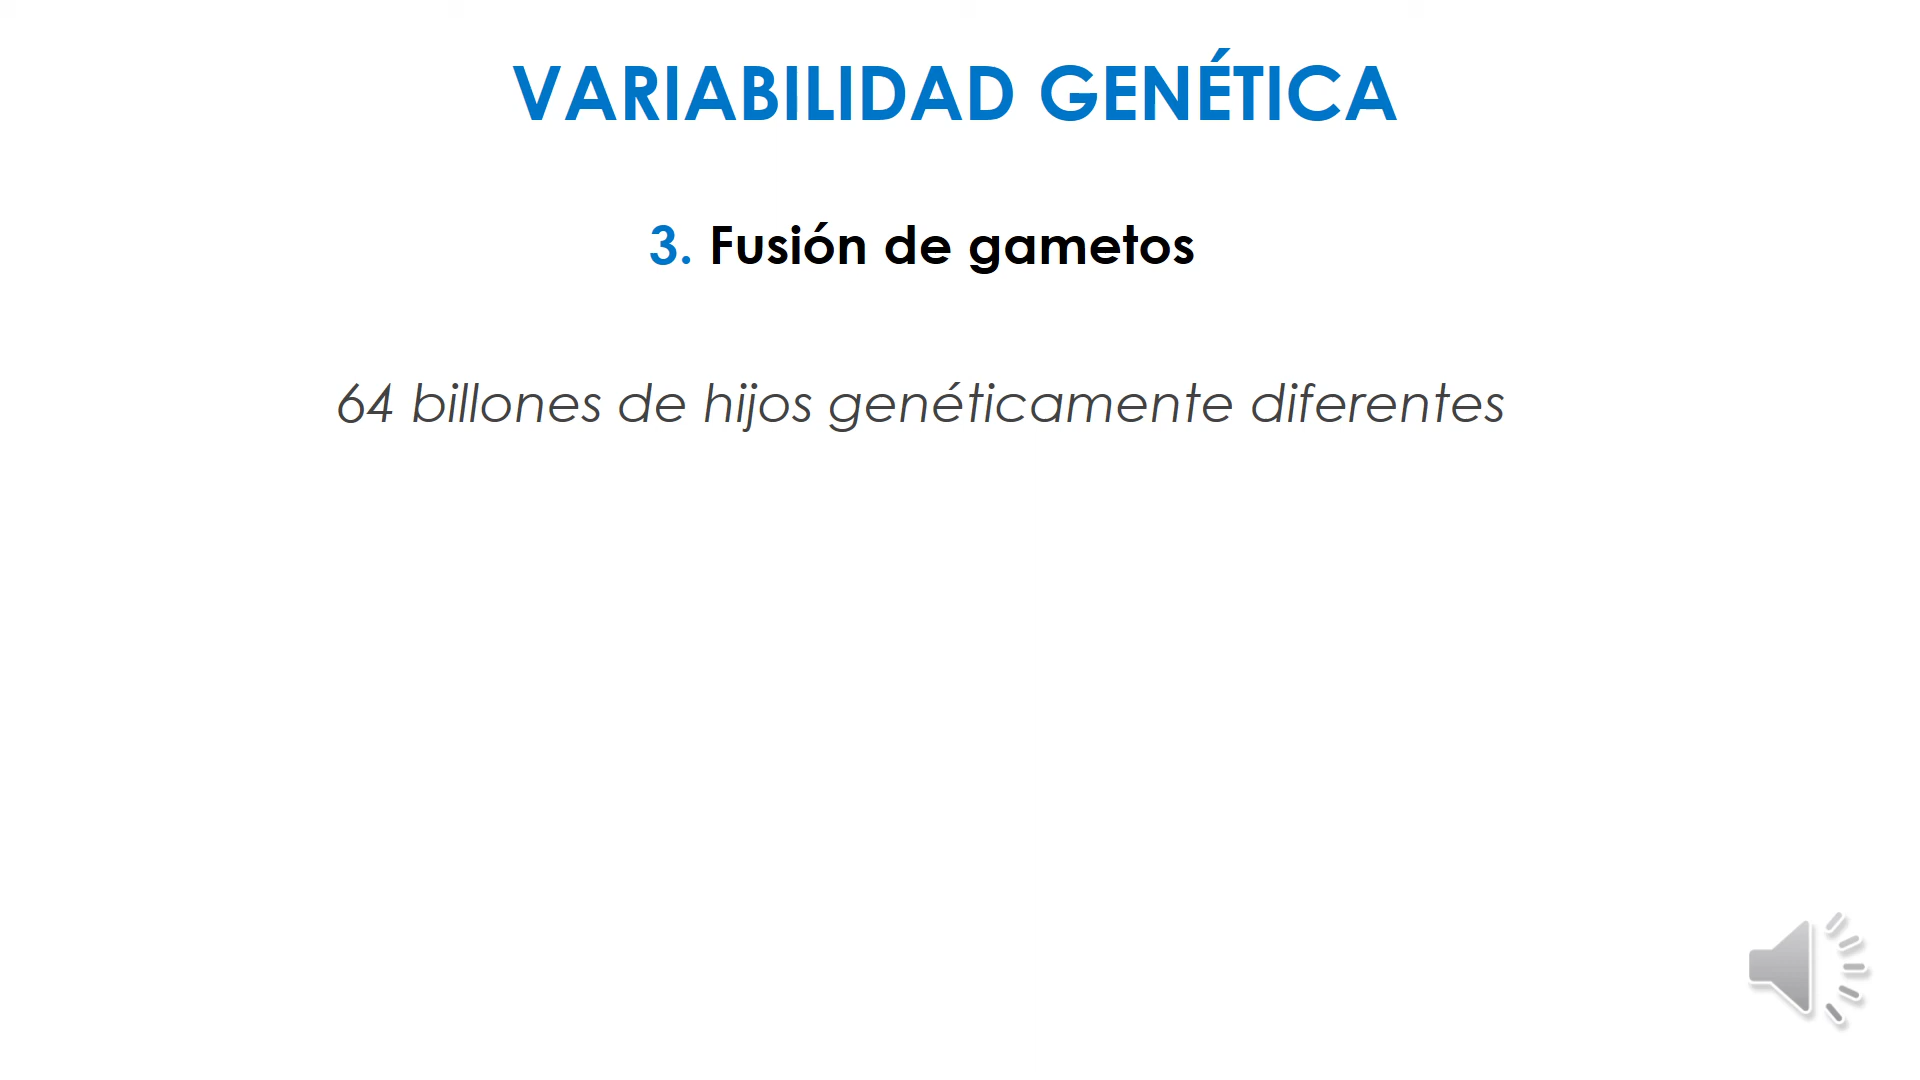 VARIABILIDAD GENÉTICA
3. Fusión de gametos
64 billones de hijos genéticamente diferentes